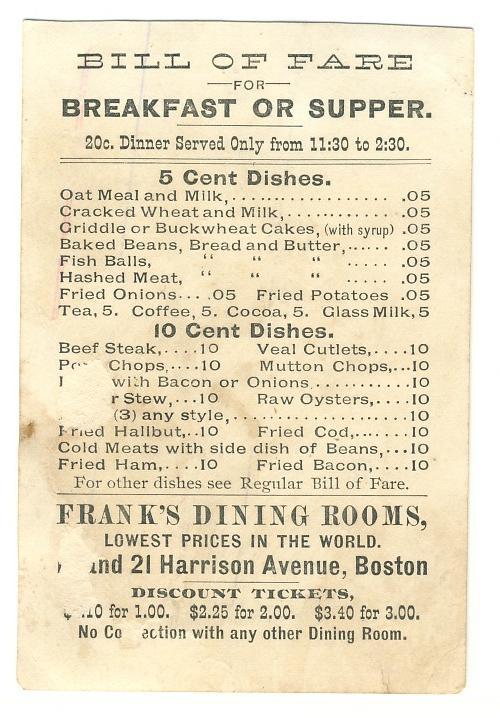 BILL OF FARE
—FOR—
BREAKFAST OR SUPPER.
20c. Dinner Served Only from 11:30 to 2:30.
5 Cent Dishes.
Oat Meal and Milk, . . . . . . . . . . . . . . . . . .05
Cracked Wheat and Milk, . . . . . . . . . . . . .05
Griddle or Buckwheat Cakes, (with syrup) .05
Baked Beans, Bread and Butter, . . . . . .05
Fish Balls, “ “ “ . . . . . .05
Hashed Meat, “ “ “ . . . . . .05
Fried Onions . . . .05 Fried Potatoes .05
Tea, 5. Coffee, 5. Cocoa, 5. Glass Milk, 5
10 Cent Dishes.
Beef Steak, . . . . 10 Veal Cutlets, . . . . 10
Chops, . . . . 10 Mutton Chops, . . . 10
with Bacon or Onions . . . . . . . . . . . 10
Stew, . . . 10 Raw Oysters, . . . . 10
(3) any style, . . . . . . . . . . . . . . . . . 10
Fried Halibut, . . 10 Fried Cod, . . . . . . . 10
Cold Meats with side dish of Beans, . . . 10
Fried Ham, . . . . 10 Fried Bacon, . . . . 10
For other dishes see Regular Bill of Fare.
FRANK'S DINING ROOMS,
LOWEST PRICES IN THE WORLD.
and 21 Harrison Avenue, Boston
DISCOUNT TICKETS,
for 1.00. $2.25 for 2.00. $3.40 for 3.00.
No Connection with any other Dining Room.